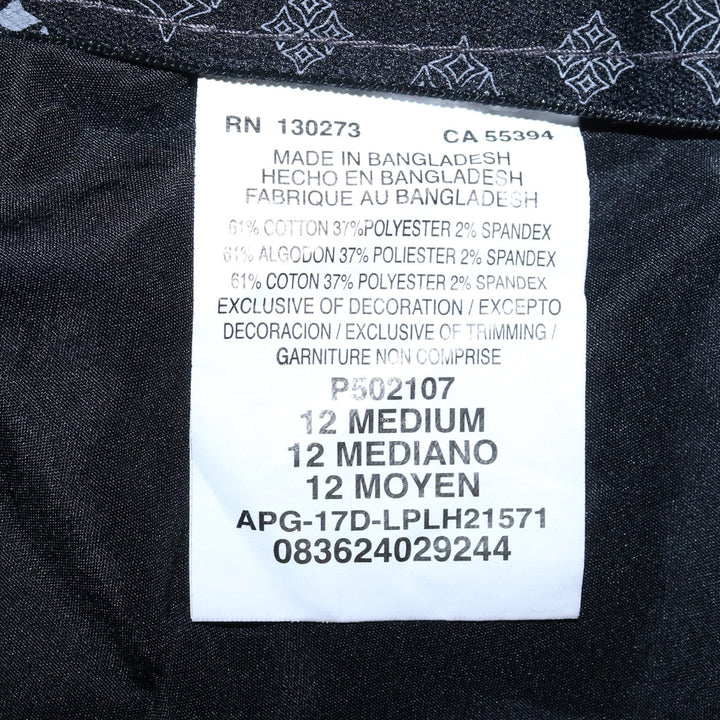 RN 130273 CA 55394
MADE IN BANGLADESH
HECHO EN BANGLADESH
FABRIQUE AU BANGLADESH
61% COTTON 37%POLYESTER 2% SPANDEX
61% ALGODON 37% POLIESTER 2% SPANDEX
61% COTON 37% POLYESTER 2% SPANDEX
EXCLUSIVE OF DECORATION / EXCEPTO
DECORACION / EXCLUSIVE OF TRIMMING /
GARNITURE NON COMPRISE
P502107
12 MEDIUM
12 MEDIANO
12 MOYEN
APG-17D-LPLH21571
083624029244